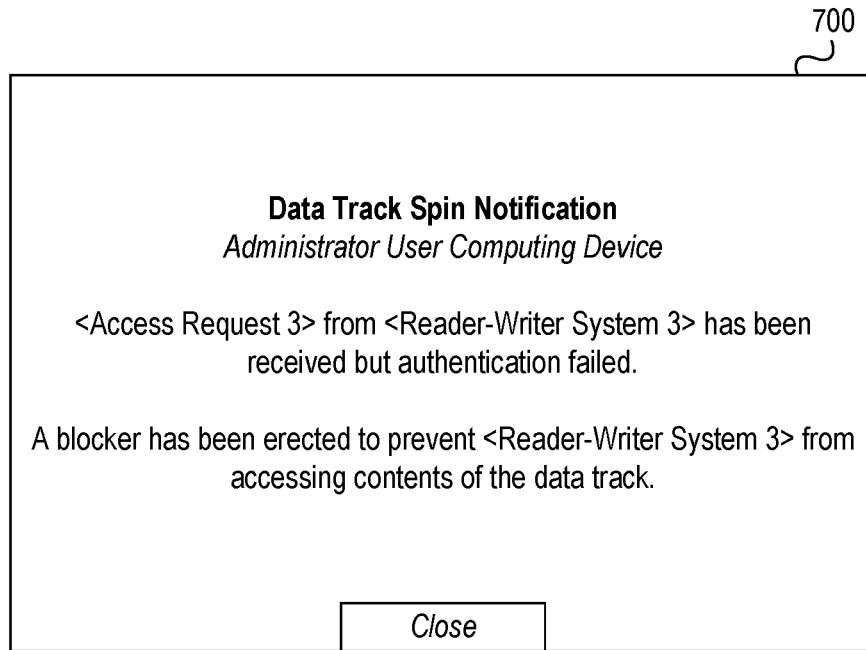 700
Data Track Spin Notification
Administrator User Computing Device
<Access Request 3> from <Reader-Writer System 3> has been
received but authentication failed.
A blocker has been erected to prevent <Reader-Writer System 3> from
accessing contents of the data track.
Close